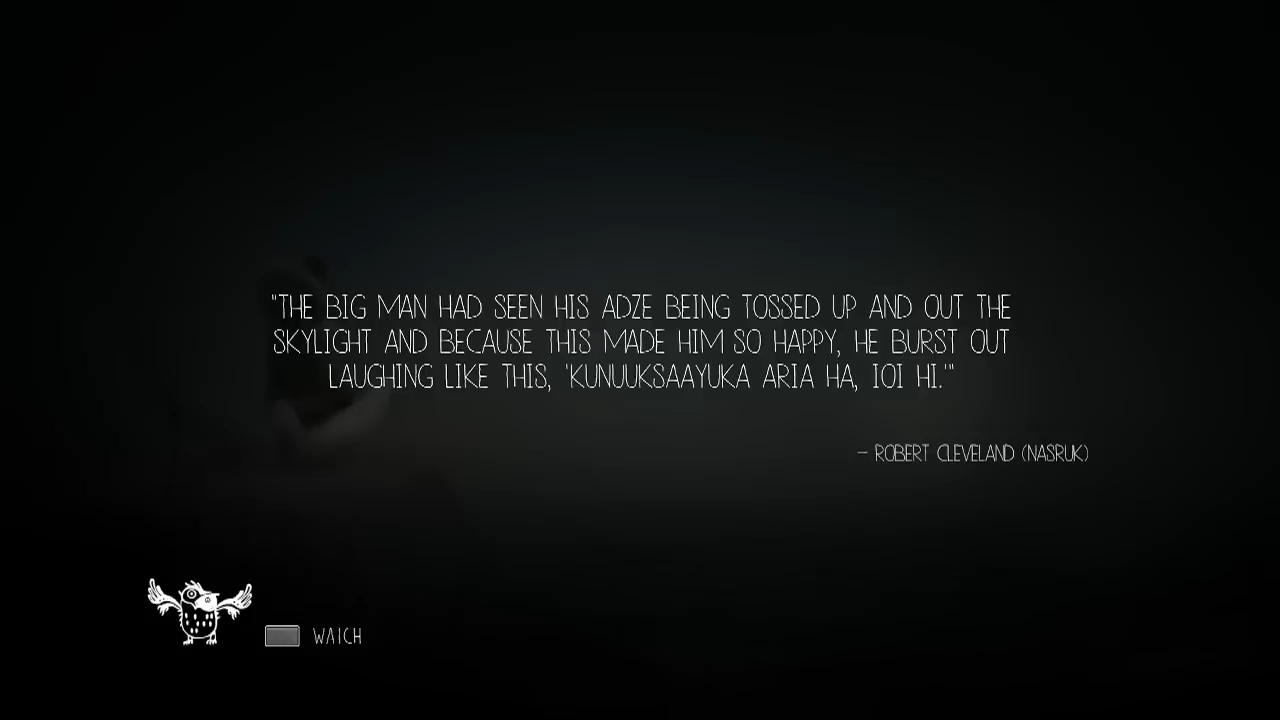 "THE BIG MAN HAD SEEN HIS ADZE BEING TOSSED UP AND OUT THE
SKYLIGHT AND BECAUSE THIS MADE HIM SO HAPPY, HE BURST OUT
LAUGHING LIKE THIS, 'KUNUUKSAAYUKA ARIA HA, IOI HI.'"
- ROBERT CLEVELAND (NASRUK)
WATCH